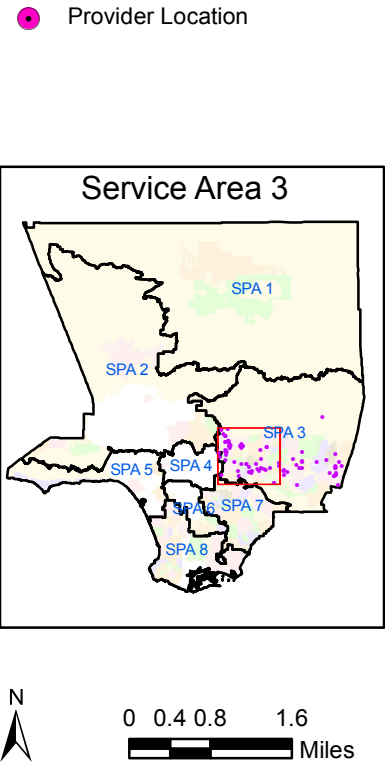 Provider Location
Service Area 3
SPA 1
SPA 2
SPA 3
SPA 5
SPA 4
SPA 6
SPA 7
SPA 8
N
0 0.4 0.8 1.6
Miles